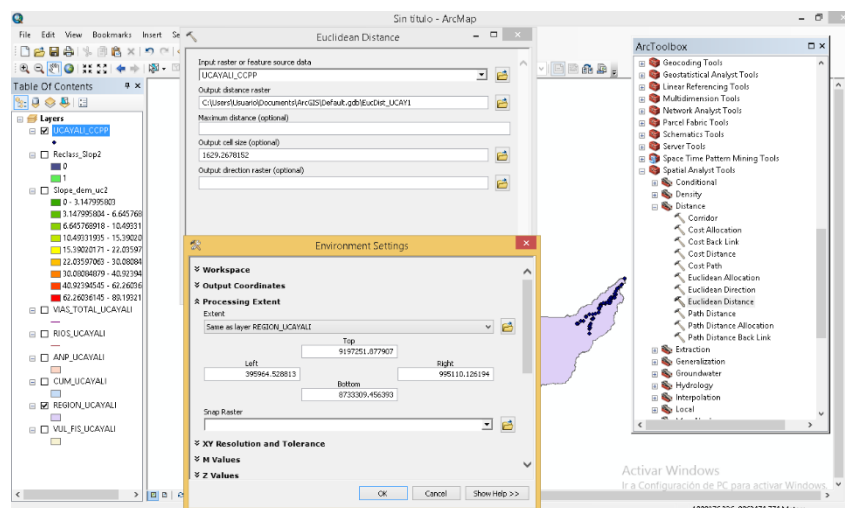 Sin título - ArcMap
File Edit View Bookmarks Insert Se
Table Of Contents
Layers
UCAYALI_CCPP
Reclass_Slop2
0
1
Slope_dem_uc2
0 - 3.147995803
3.147995804 - 6.645768
6.645768918 - 10.49331
10.49331935 - 15.39020
15.39020171 - 22.03597
22.03597063 - 30.08084
30.08084879 - 40.92394
40.92394545 - 62.26036
62.26036145 - 89.19321
VIAS_TOTAL_UCAYALI
RIOS_UCAYALI
ANP_UCAYALI
CUM_UCAYALI
REGION_UCAYALI
VUL_FIS_UCAYALI
Euclidean Distance
Input raster or feature source data
UCAYALI_CCPP
Output distance raster
C:\Users\Usuario\Documents\ArcGIS\Default.gdb\EucDist_UCAY1
Maximum distance (optional)
Output cell size (optional)
1629.2678152
Output direction raster (optional)
Environment Settings
Workspace
Output Coordinates
Processing Extent
Extent
Same as layer REGION_UCAYALI
Top
9197251.877907
Left Right
395964.528813 995110.126194
Bottom
8733309.456393
Snap Raster
XY Resolution and Tolerance
M Values
Z Values
OK Cancel Show Help >>
ArcToolbox
Geocoding Tools
Geostatistical Analyst Tools
Linear Referencing Tools
Multidimension Tools
Network Analyst Tools
Parcel Fabric Tools
Schematics Tools
Server Tools
Space Time Pattern Mining Tools
Spatial Analyst Tools
Conditional
Density
Distance
Corridor
Cost Allocation
Cost Back Link
Cost Distance
Cost Path
Euclidean Allocation
Euclidean Direction
Euclidean Distance
Path Distance
Path Distance Allocation
Path Distance Back Link
Extraction
Generalization
Groundwater
Hydrology
Interpolation
Local
Activar Windows
Ir a Configuración de PC para activar Windows.